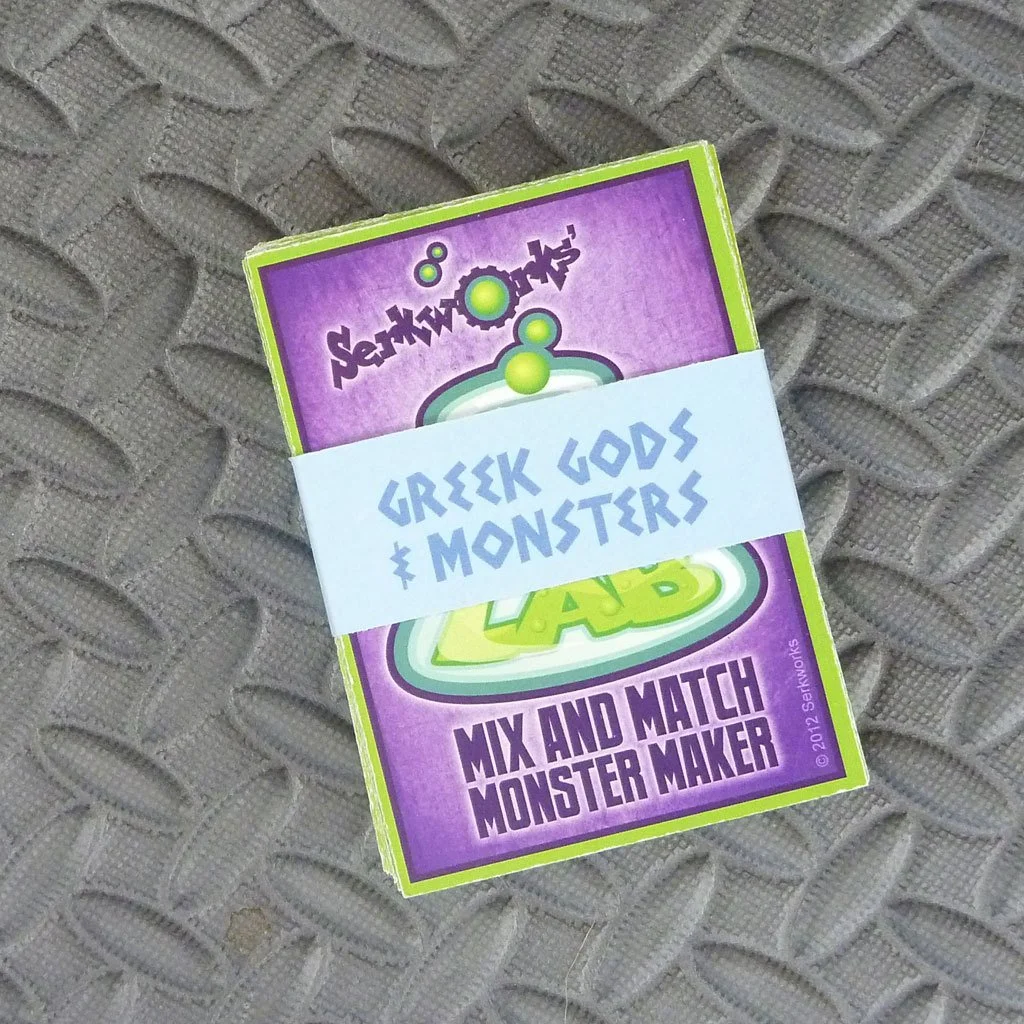 Serkworks'
GREEK GODS
& MONSTERS
LAB
MIX AND MATCH
MONSTER MAKER
© 2012 Serkworks